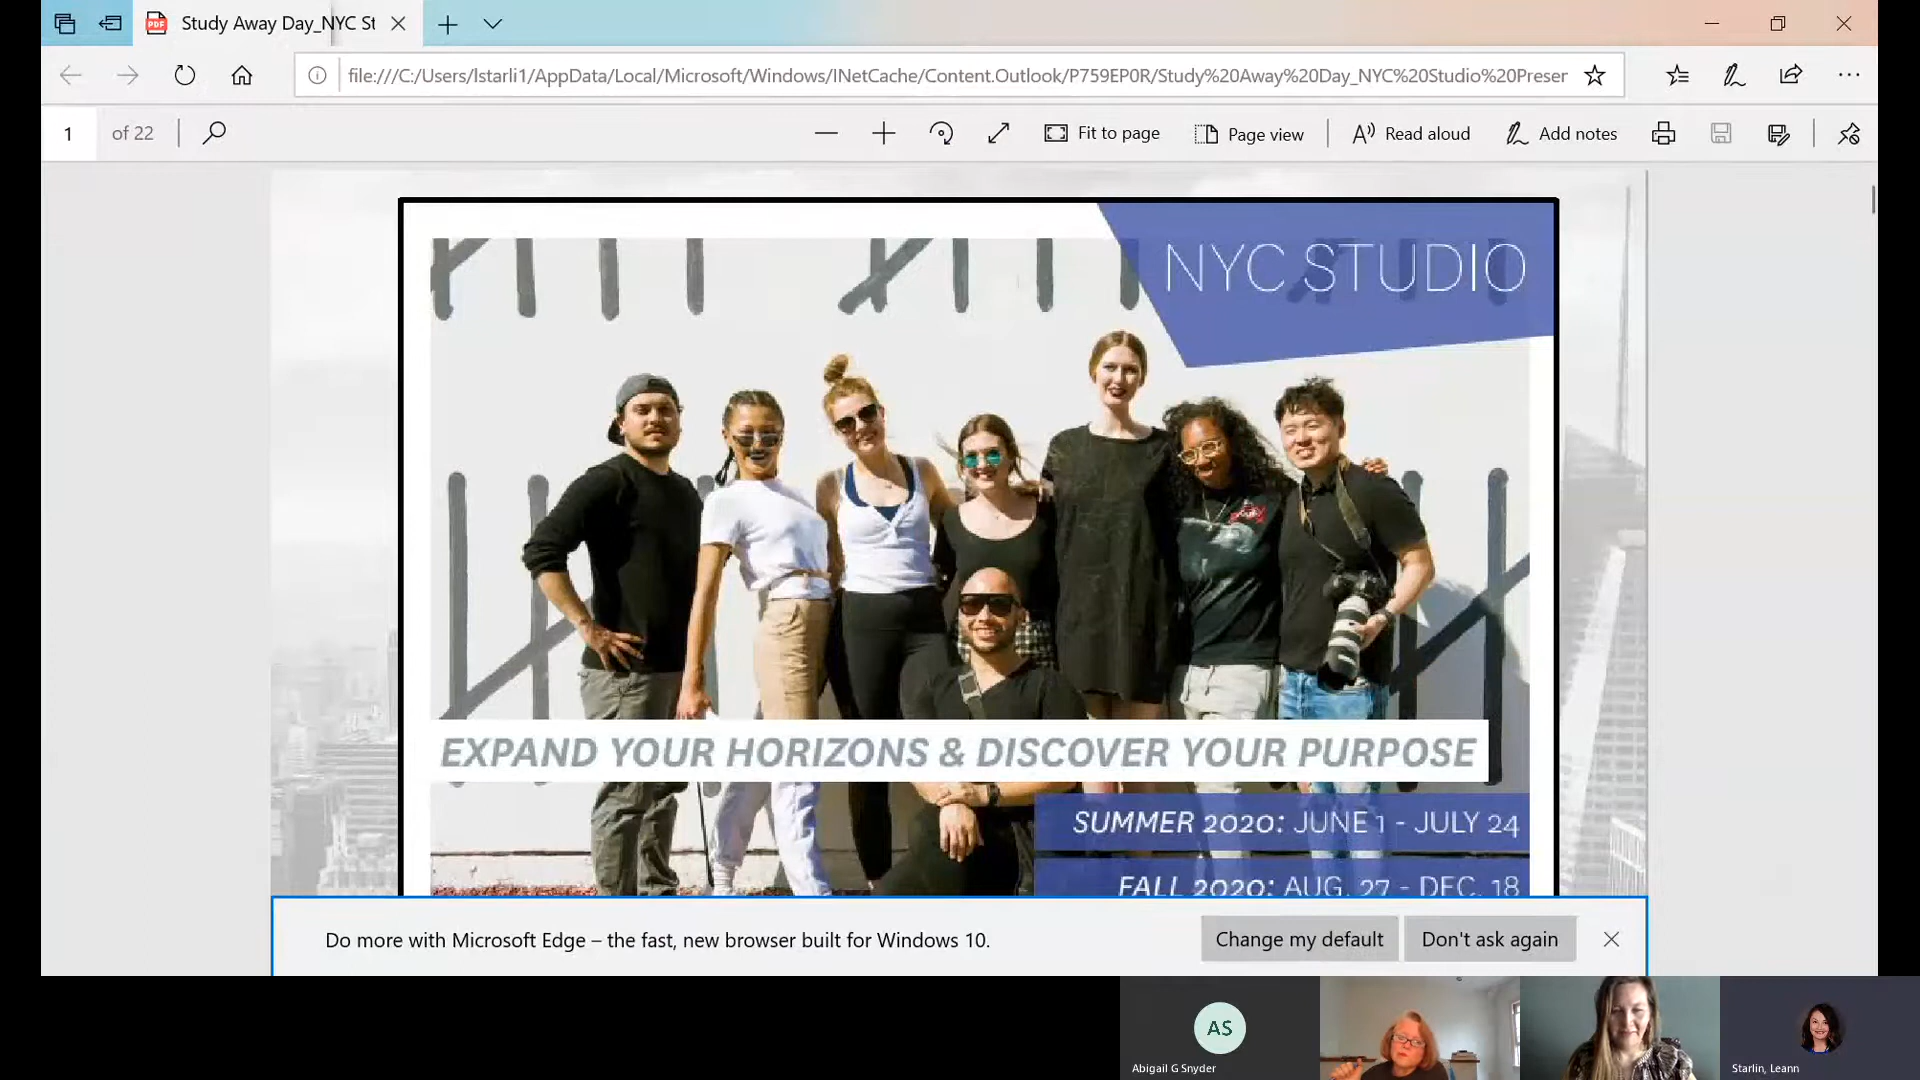 Study Away Day_NYC St
file:///C:/Users/lstarli1/AppData/Local/Microsoft/Windows/INetCache/Content.Outlook/P759EP0R/Study%20Away%20Day_NYC%20Studio%20Presen
1 of 22
Fit to page
Page view
Read aloud
Add notes
NYC STUDIO
EXPAND YOUR HORIZONS & DISCOVER YOUR PURPOSE
SUMMER 2020: JUNE 1 - JULY 24
FALL 2020: AUG. 27 - DEC. 18
Do more with Microsoft Edge – the fast, new browser built for Windows 10.
Change my default
Don't ask again
AS
Abigail G Snyder
Starlin, Leann